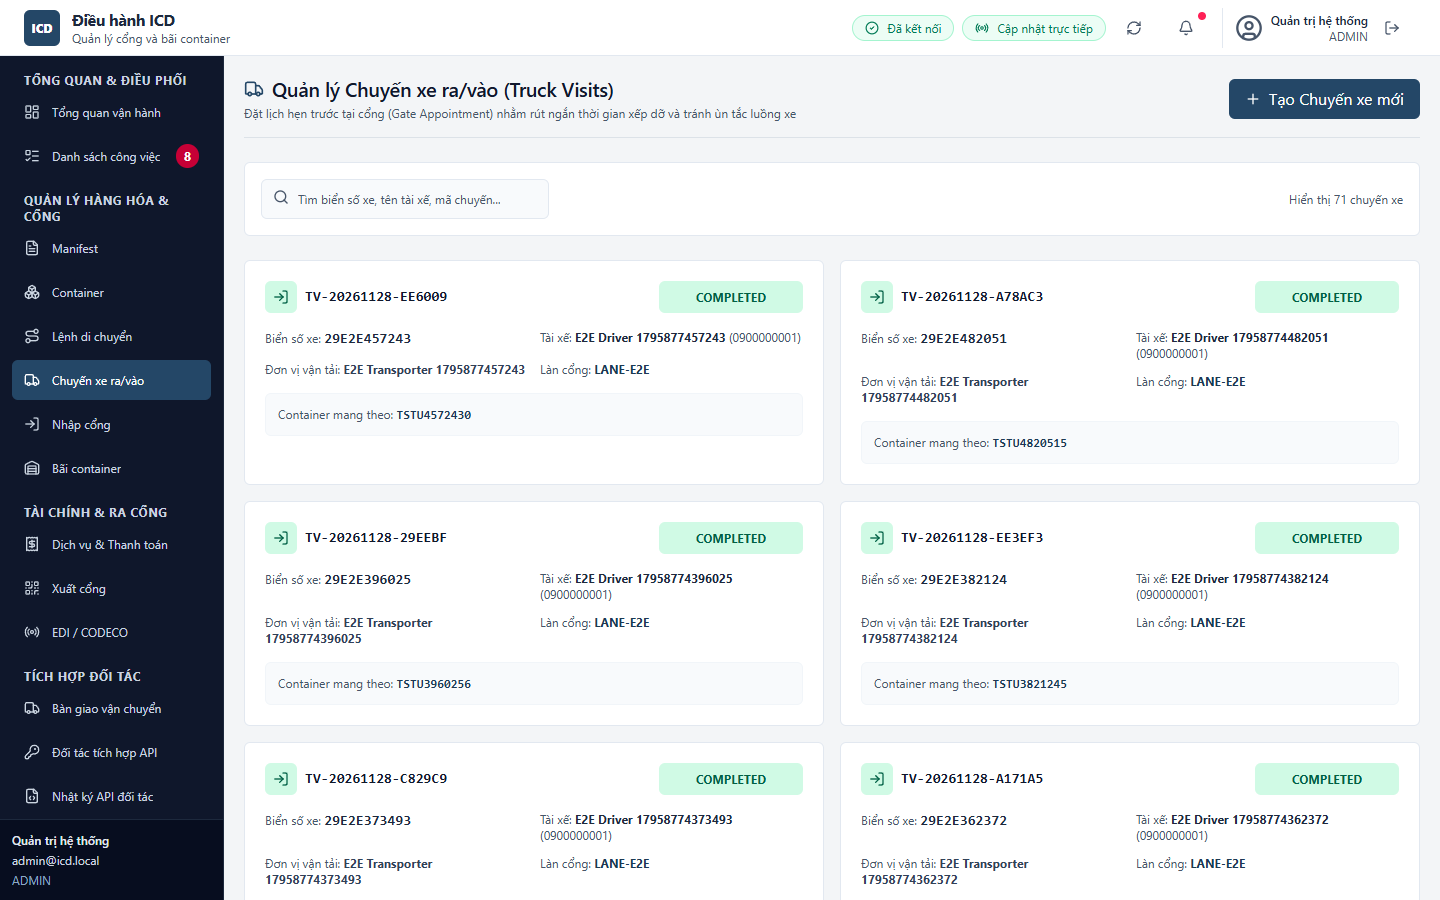 ICD
Điều hành ICD
Quản lý cổng và bãi container
Đã kết nối
Cập nhật trực tiếp
Quản trị hệ thống
ADMIN
TỔNG QUAN & ĐIỀU PHỐI
Tổng quan vận hành
Danh sách công việc
8
QUẢN LÝ HÀNG HÓA &
CỔNG
Manifest
Container
Lệnh di chuyển
Chuyến xe ra/vào
Nhập cổng
Bãi container
TÀI CHÍNH & RA CỔNG
Dịch vụ & Thanh toán
Xuất cổng
EDI / CODECO
TÍCH HỢP ĐỐI TÁC
Bàn giao vận chuyển
Đối tác tích hợp API
Nhật ký API đối tác
Quản trị hệ thống
admin@icd.local
ADMIN
Quản lý Chuyến xe ra/vào (Truck Visits)
Đặt lịch hẹn trước tại cổng (Gate Appointment) nhằm rút ngắn thời gian xếp dỡ và tránh ùn tắc luồng xe
+ Tạo Chuyến xe mới
Tìm biển số xe, tên tài xế, mã chuyến...
Hiển thị 71 chuyến xe
TV-20261128-EE6009
COMPLETED
Biển số xe: 29E2E457243
Tài xế: E2E Driver 1795877457243 (0900000001)
Đơn vị vận tải: E2E Transporter 1795877457243
Làn cổng: LANE-E2E
Container mang theo: TSTU4572430
TV-20261128-A78AC3
COMPLETED
Biển số xe: 29E2E482051
Tài xế: E2E Driver 17958774482051
(0900000001)
Đơn vị vận tải: E2E Transporter
17958774482051
Làn cổng: LANE-E2E
Container mang theo: TSTU4820515
TV-20261128-29EEBF
COMPLETED
Biển số xe: 29E2E396025
Tài xế: E2E Driver 17958774396025
(0900000001)
Đơn vị vận tải: E2E Transporter
17958774396025
Làn cổng: LANE-E2E
Container mang theo: TSTU3960256
TV-20261128-EE3EF3
COMPLETED
Biển số xe: 29E2E382124
Tài xế: E2E Driver 17958774382124
(0900000001)
Đơn vị vận tải: E2E Transporter
17958774382124
Làn cổng: LANE-E2E
Container mang theo: TSTU3821245
TV-20261128-C829C9
COMPLETED
Biển số xe: 29E2E373493
Tài xế: E2E Driver 17958774373493
(0900000001)
Đơn vị vận tải: E2E Transporter
17958774373493
Làn cổng: LANE-E2E
TV-20261128-A171A5
COMPLETED
Biển số xe: 29E2E362372
Tài xế: E2E Driver 17958774362372
(0900000001)
Đơn vị vận tải: E2E Transporter
17958774362372
Làn cổng: LANE-E2E